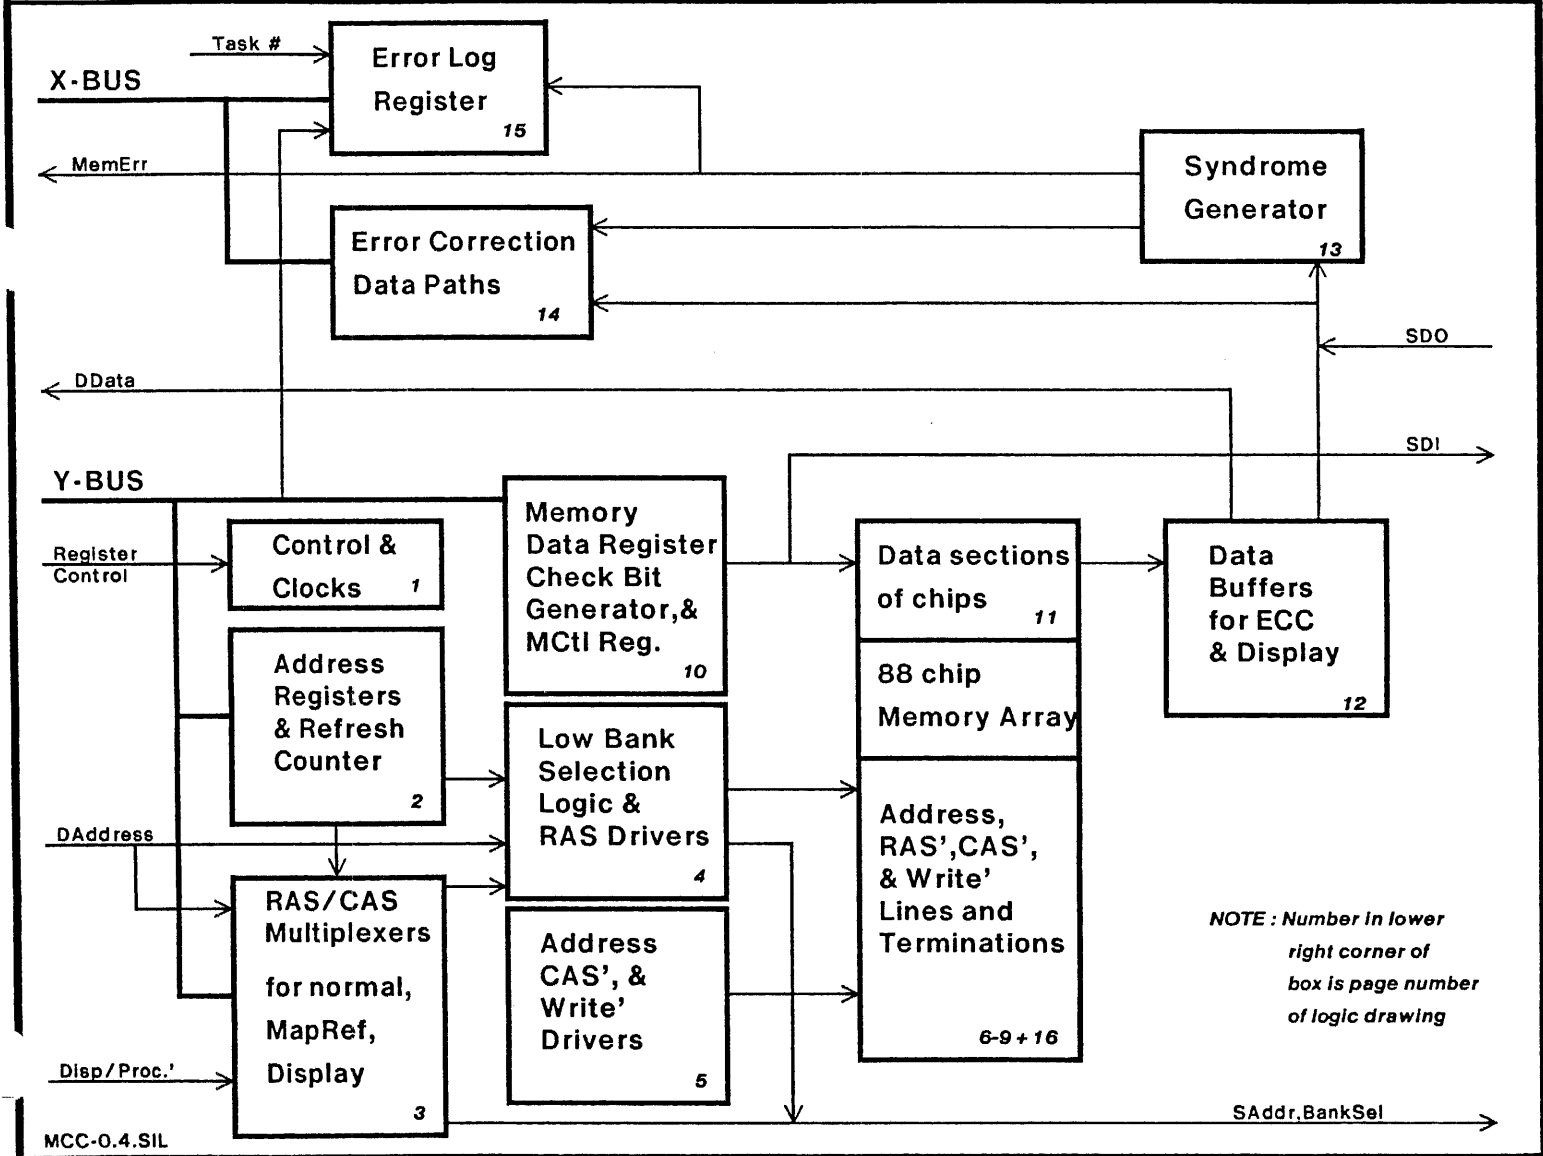 Task #
X-BUS
Error Log
Register
15
MemErr
Syndrome
Generator
13
Error Correction
Data Paths
14
SDO
DData
SDI
Y-BUS
Register
Control
Control &
Clocks
1
Memory
Data Register
Check Bit
Generator,&
MCtl Reg.
10
Data sections
of chips
11
Data
Buffers
for ECC
& Display
12
88 chip
Memory Array
Address
Registers
& Refresh
Counter
2
Low Bank
Selection
Logic &
RAS Drivers
4
DAddress
Address,
RAS',CAS',
& Write'
Lines and
Terminations
6-9+16
RAS/CAS
Multiplexers
for normal,
MapRef,
Display
3
Address
CAS', &
Write'
Drivers
5
NOTE : Number in lower
right corner of
box is page number
of logic drawing
Disp/Proc.'
SAddr,BankSel
MCC-0.4.SIL